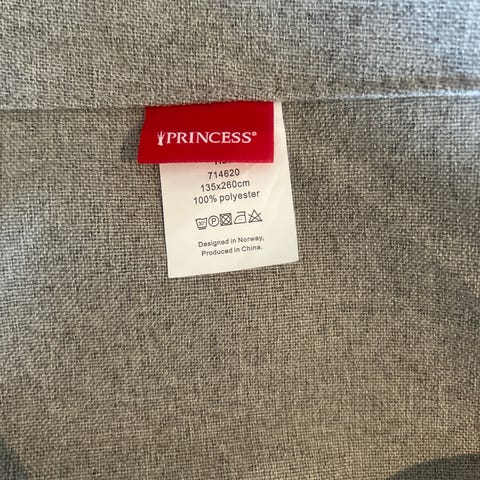 PRINCESS®
714620
135x260cm
100% polyester
Designed in Norway.
Produced in China.